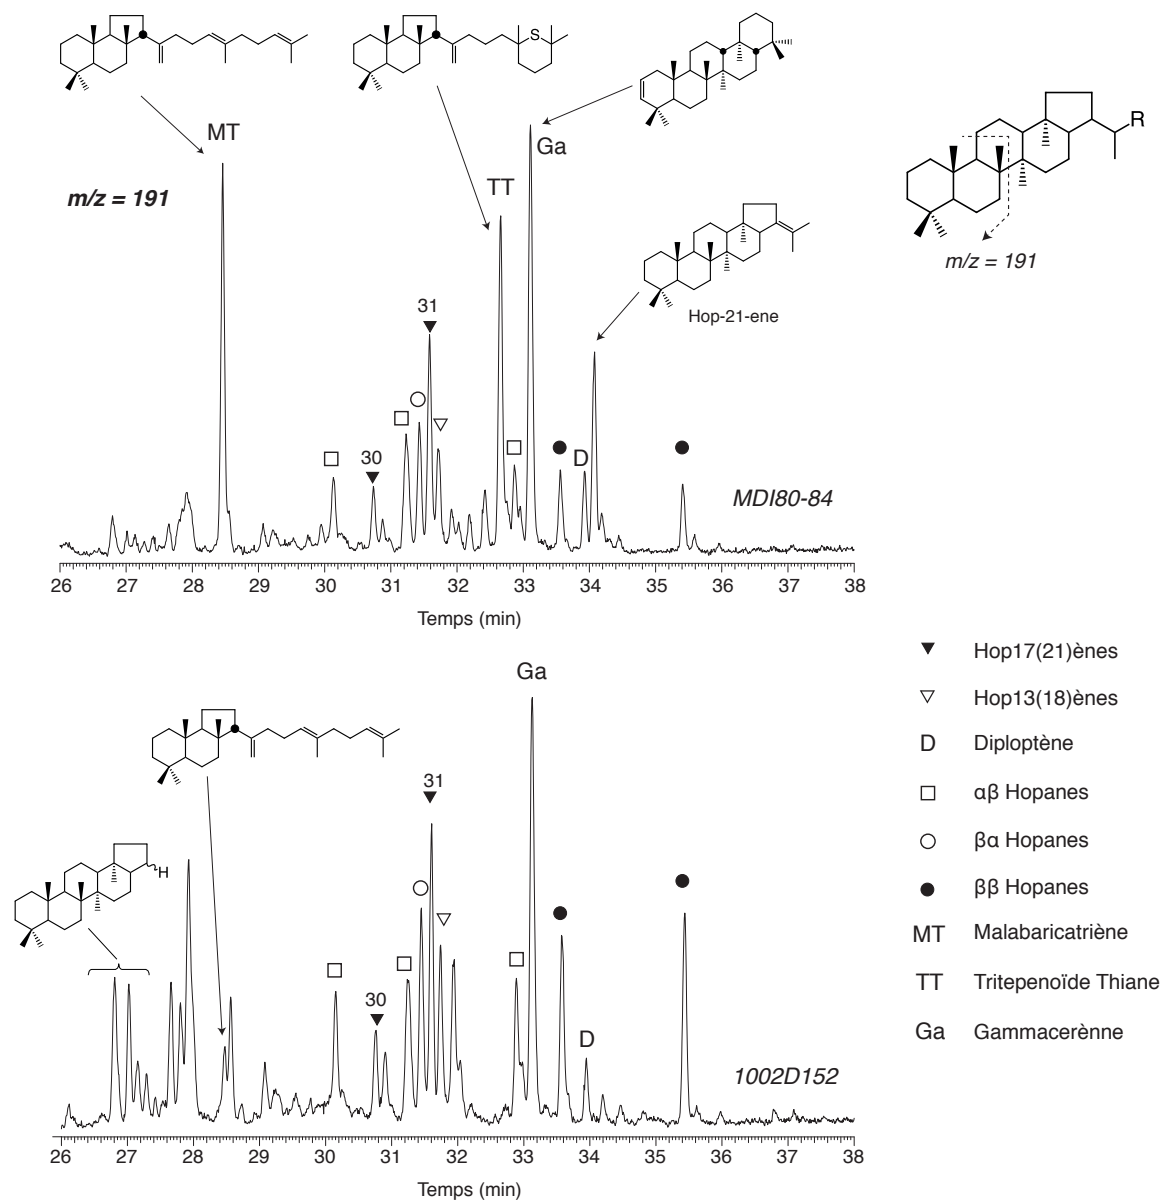 S
MT
Ga
R
m/z = 191
TT
m/z = 191
31
Hop-21-ene
30
D
MDI80-84
26 27 28 29 30 31 32 33 34 35 36 37 38
Temps (min)
Hop17(21)ènes
Ga
Hop13(18)ènes
D Diploptène
31
αβ Hopanes
βα Hopanes
H
ββ Hopanes
MT Malabaricatriène
30
TT Tritepenoïde Thiane
D
Ga Gammacerènne
1002D152
26 27 28 29 30 31 32 33 34 35 36 37 38
Temps (min)